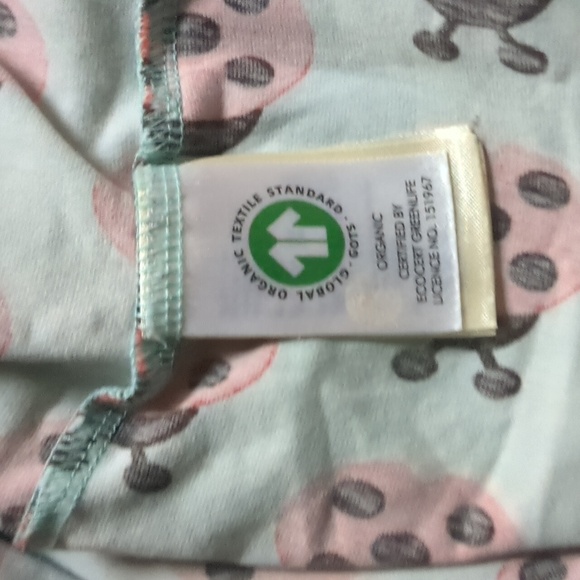 GLOBAL ORGANIC TEXTILE STANDARD · GOTS ·
ORGANIC
CERTIFIED BY
ECOCERT GREENLIFE
LICENCE NO. 151967